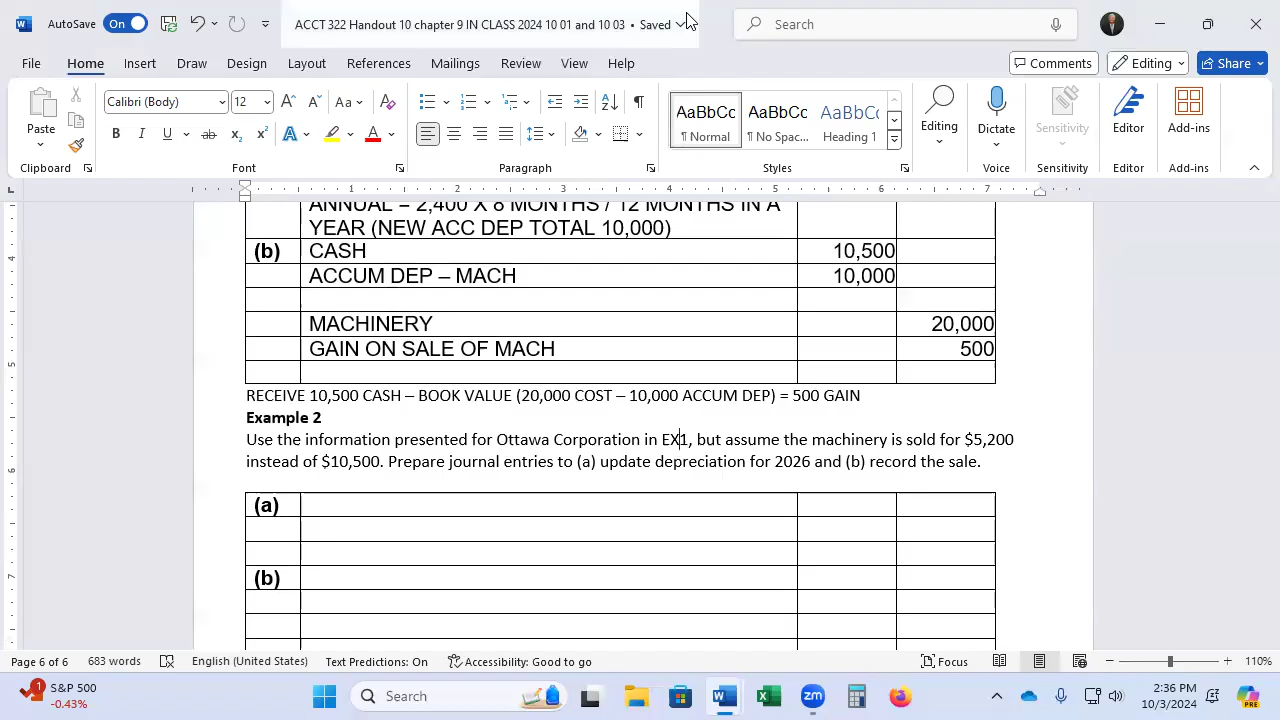 AutoSave On ACCT 322 Handout 10 chapter 9 IN CLASS 2024 10 01 and 10 03 • Saved Search
File Home Insert Draw Design Layout References Mailings Review View Help Comments Editing Share
Paste Calibri (Body) 12 AaBbCc AaBbCc AaBbCc Editing Dictate Sensitivity Editor Add-ins
¶ Normal ¶ No Spac... Heading 1
Clipboard Font Paragraph Styles Voice Sensitivity Editor Add-ins
1 2 3 4 5 6 7
ANNUAL = 2,400 X 8 MONTHS / 12 MONTHS IN A
YEAR (NEW ACC DEP TOTAL 10,000)
(b) CASH 10,500
ACCUM DEP – MACH 10,000
MACHINERY 20,000
GAIN ON SALE OF MACH 500
RECEIVE 10,500 CASH – BOOK VALUE (20,000 COST – 10,000 ACCUM DEP) = 500 GAIN
Example 2
Use the information presented for Ottawa Corporation in EX1, but assume the machinery is sold for $5,200
instead of $10,500. Prepare journal entries to (a) update depreciation for 2026 and (b) record the sale.
(a)
(b)
Page 6 of 6 683 words English (United States) Text Predictions: On Accessibility: Good to go Focus 110%
S&P 500 Search 2:36 PM
-0.43% 10/3/2024